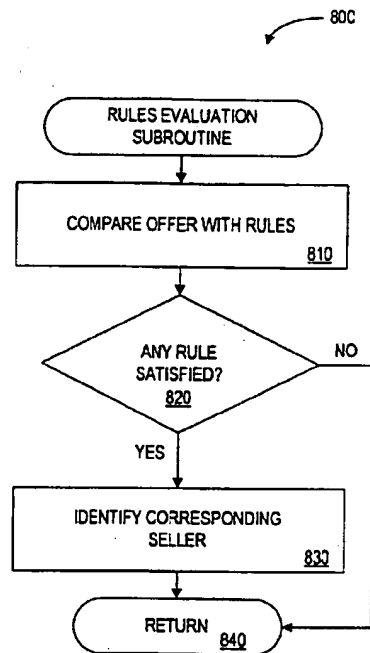 800
RULES EVALUATION
SUBROUTINE
COMPARE OFFER WITH RULES
810
ANY RULE
SATISFIED?
820
NO
YES
IDENTIFY CORRESPONDING
SELLER
830
RETURN
840